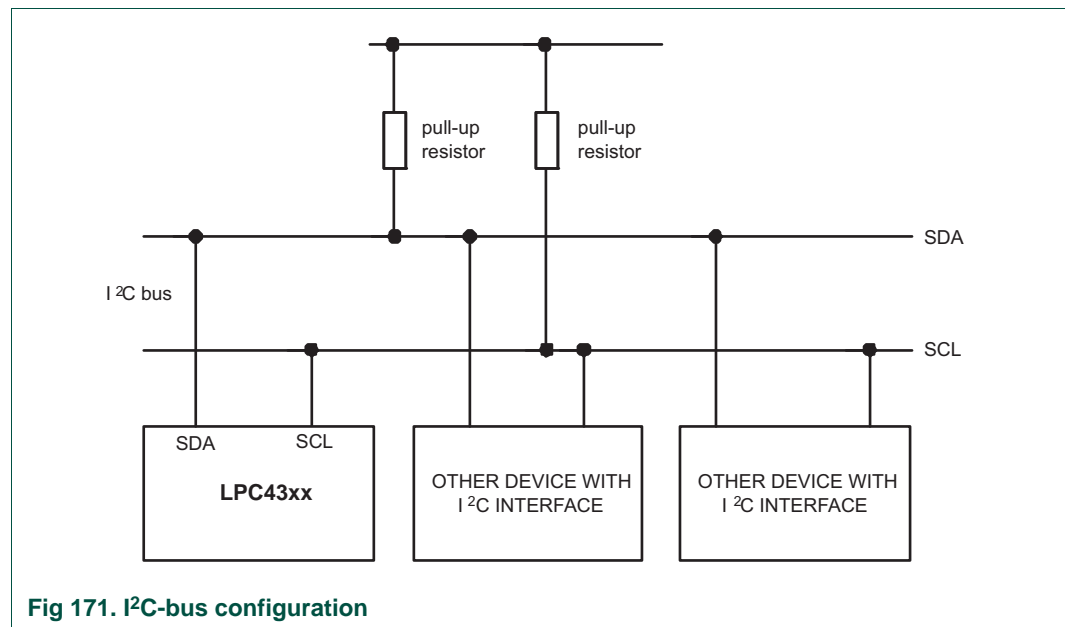 pull-up
resistor
pull-up
resistor
SDA
I ²C bus
SCL
SDA
SCL
LPC43xx
OTHER DEVICE WITH
I ²C INTERFACE
OTHER DEVICE WITH
I ²C INTERFACE
Fig 171. I²C-bus configuration